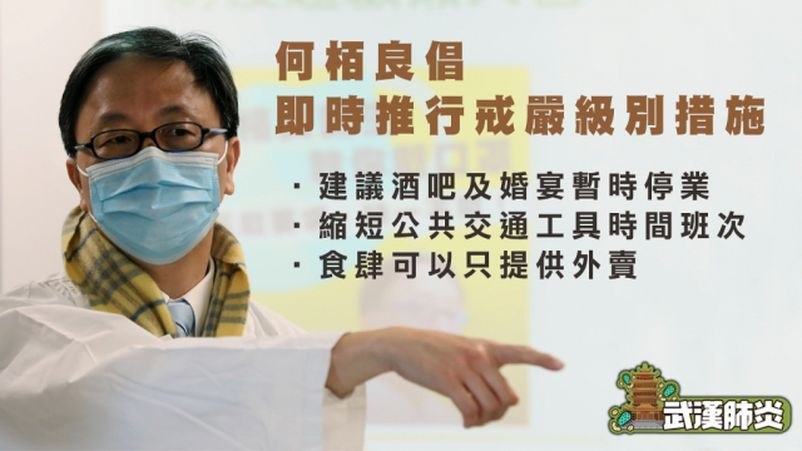 何栢良倡
即時推行戒嚴級別措施
· 建議酒吧及婚宴暫時停業
· 縮短公共交通工具時間班次
· 食肆可以只提供外賣
武漢肺炎